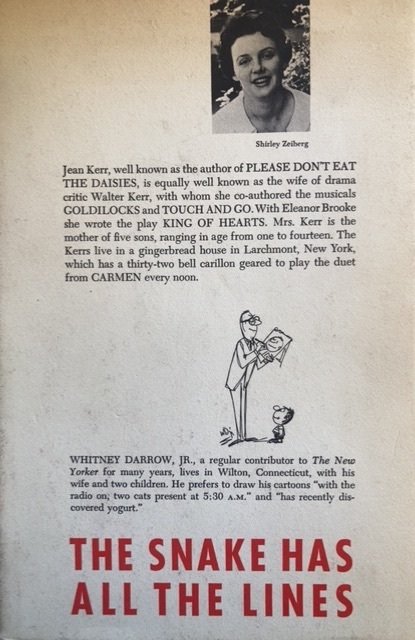 Shirley Zeiberg
Jean Kerr, well known as the author of PLEASE DON'T EAT
THE DAISIES, is equally well known as the wife of drama
critic Walter Kerr, with whom she co-authored the musicals
GOLDILOCKS and TOUCH AND GO. With Eleanor Brooke
she wrote the play KING OF HEARTS. Mrs. Kerr is the
mother of five sons, ranging in age from one to fourteen. The
Kerrs live in a gingerbread house in Larchmont, New York,
which has a thirty-two bell carillon geared to play the duet
from CARMEN every noon.
WHITNEY DARROW, JR., a regular contributor to The New
Yorker for many years, lives in Wilton, Connecticut, with his
wife and two children. He prefers to draw his cartoons "with the
radio on, two cats present at 5:30 A.M." and "has recently dis-
covered yogurt."
THE SNAKE HAS
ALL THE LINES